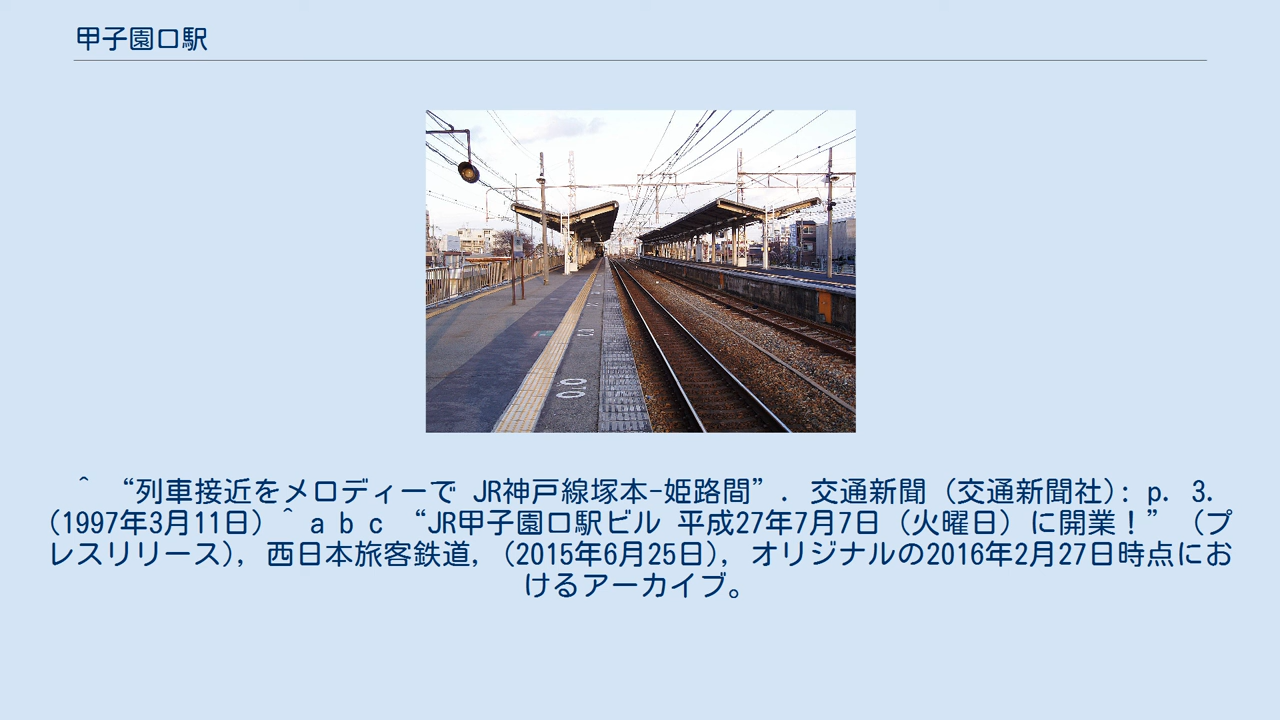 甲子園口駅
0.0
^ “列車接近をメロディーで JR神戸線塚本-姫路間”. 交通新聞 (交通新聞社): p. 3.
(1997年3月11日) ^ a b c “JR甲子園口駅ビル 平成27年7月7日（火曜日）に開業！” （プ
レスリリース), 西日本旅客鉄道, (2015年6月25日), オリジナルの2016年2月27日時点にお
けるアーカイブ。